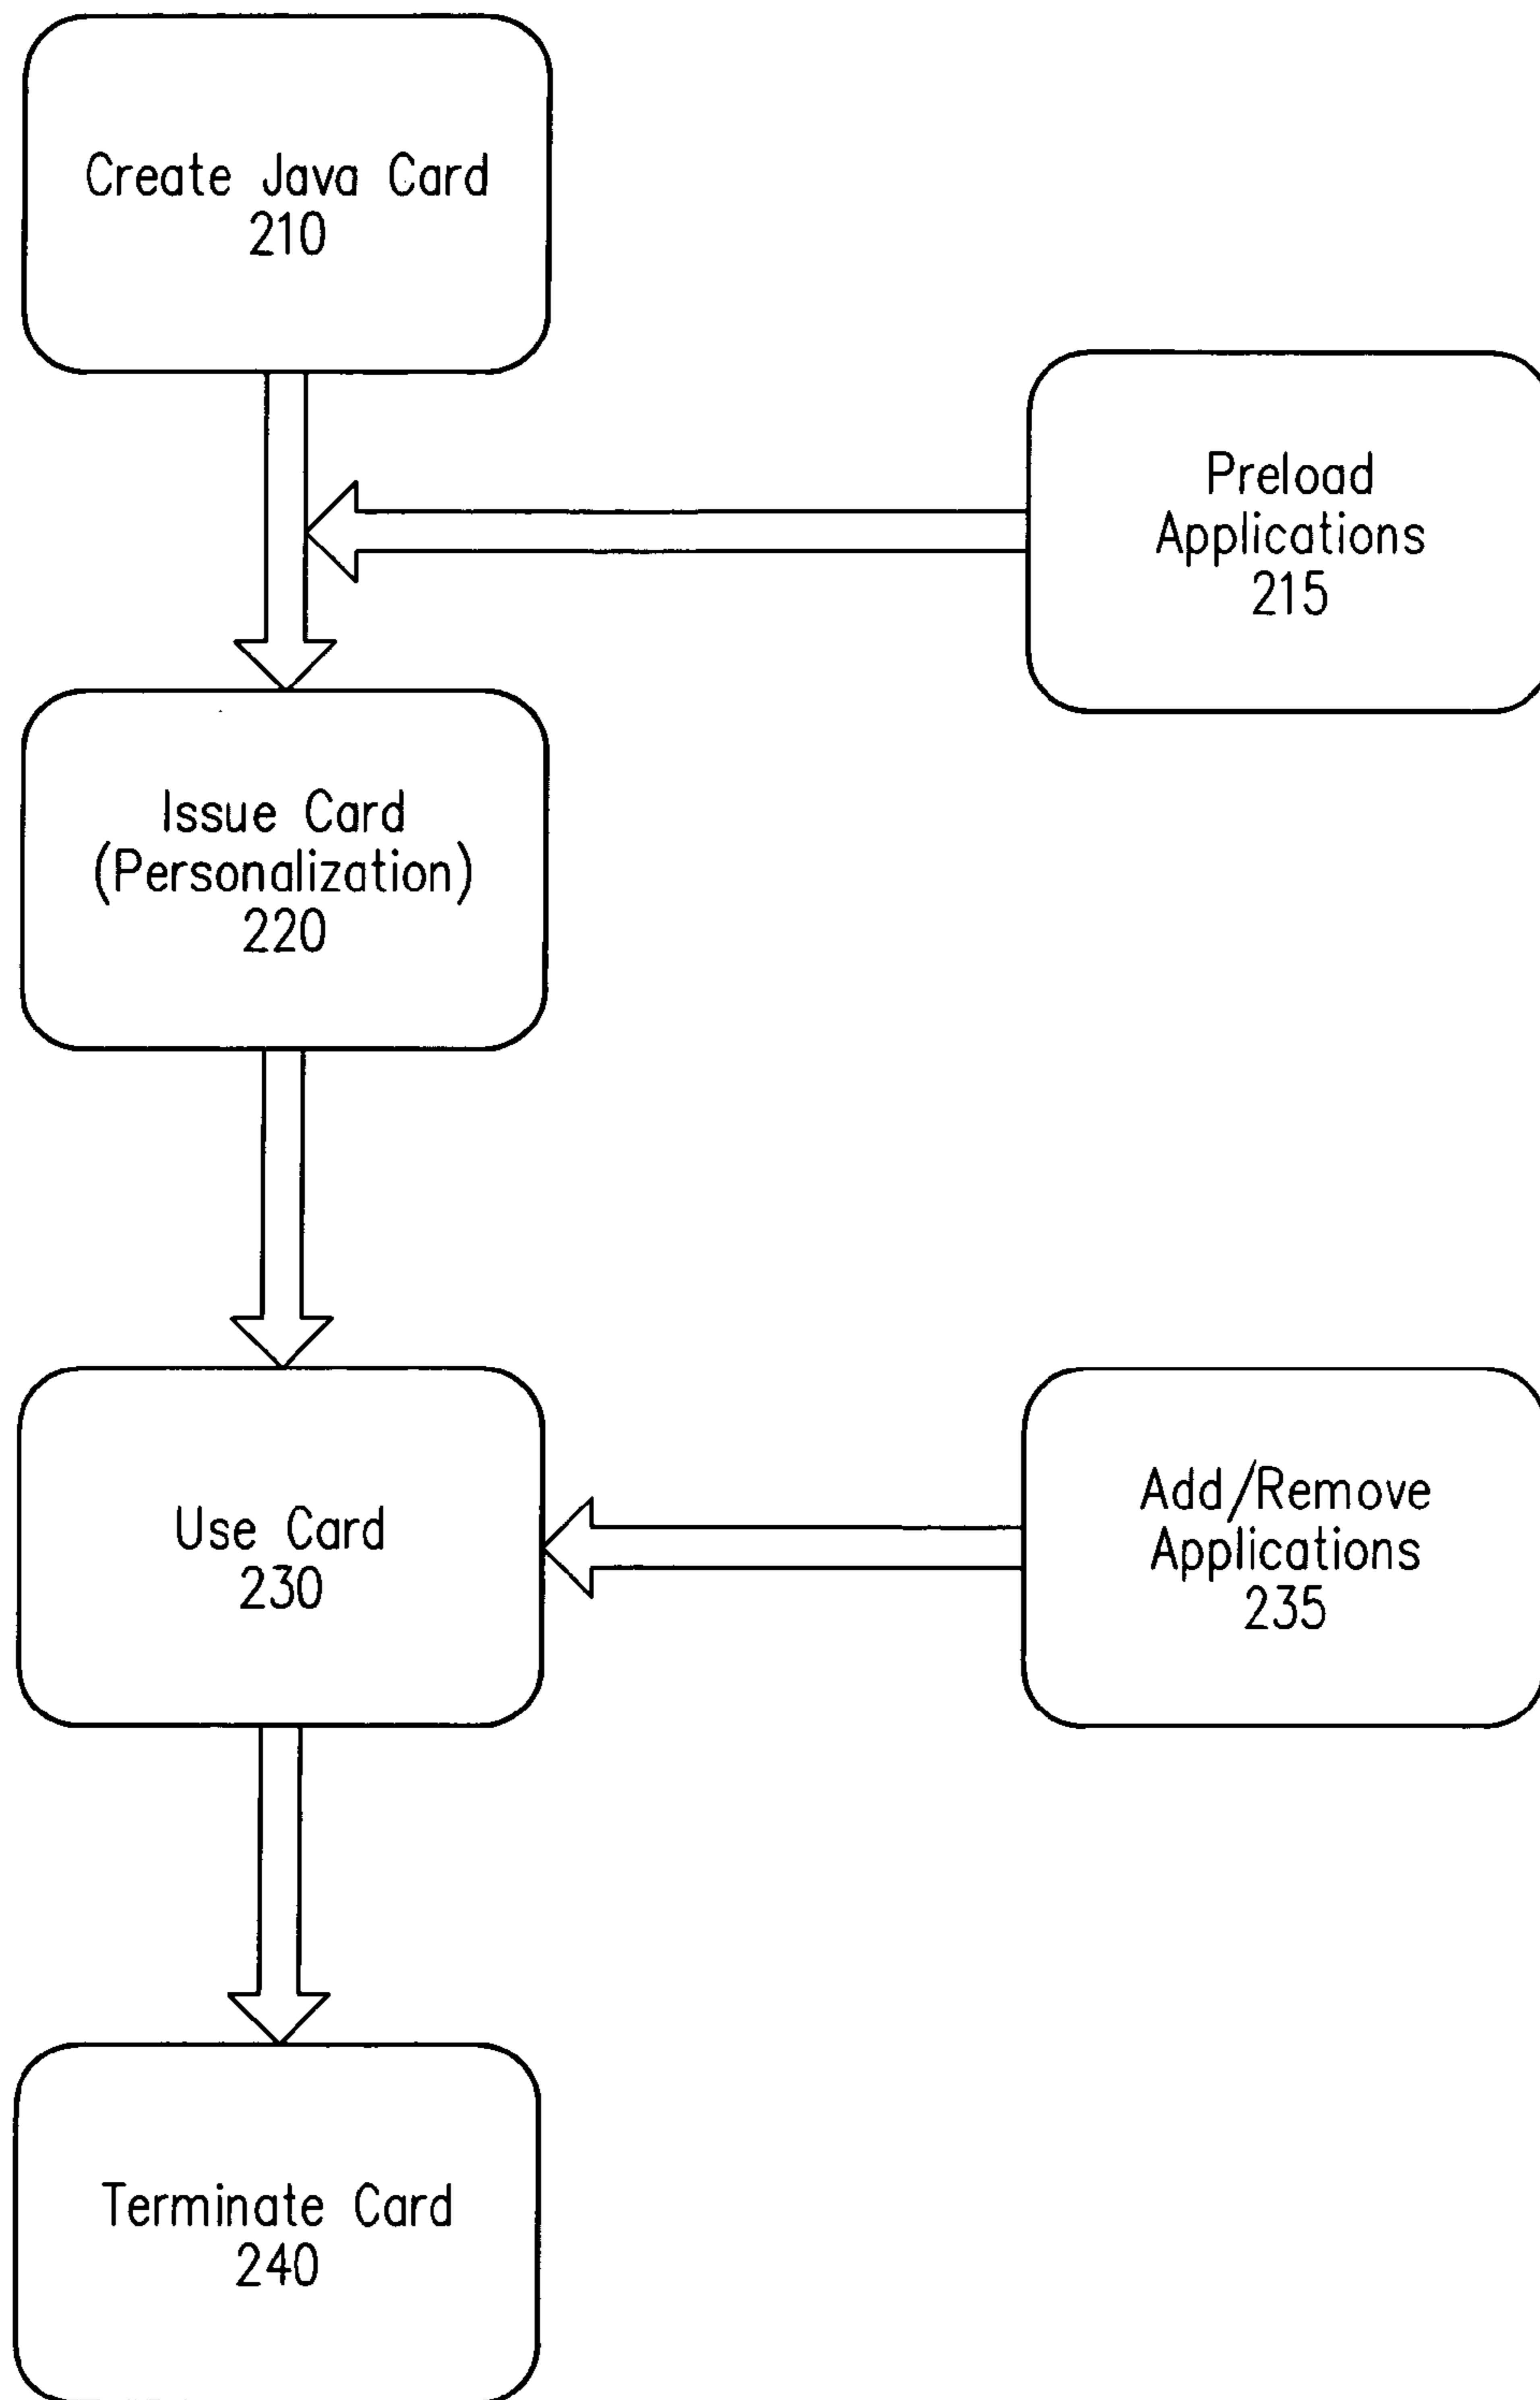 Create Java Card
210
Preload
Applications
215
Issue Card
(Personalization)
220
Use Card
230
Add/Remove
Applications
235
Terminate Card
240